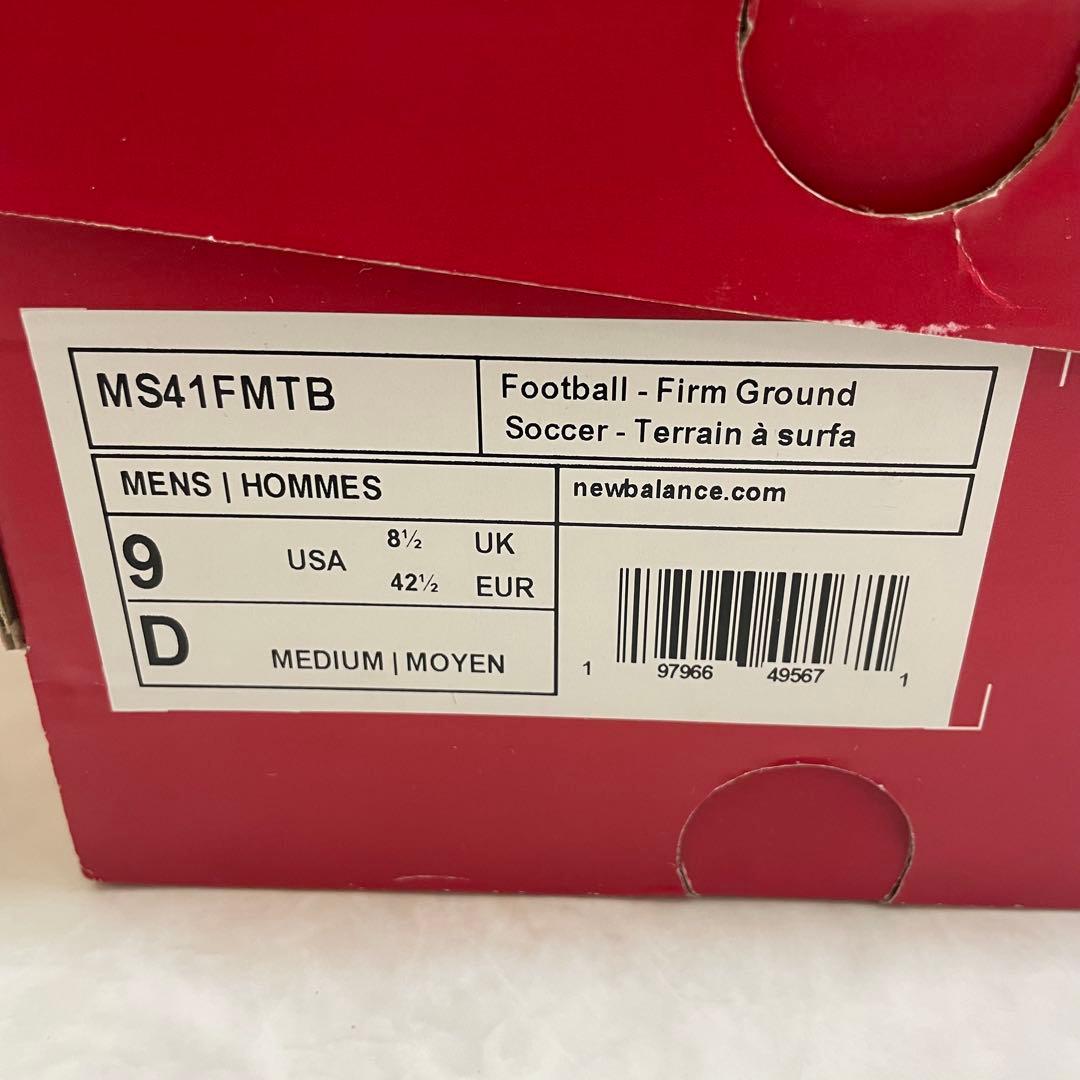 MS41FMTB
Football - Firm Ground
Soccer - Terrain à surfa
MENS | HOMMES
newbalance.com
9 USA 8½ UK
42½ EUR
D MEDIUM | MOYEN
1 97966 49567 1